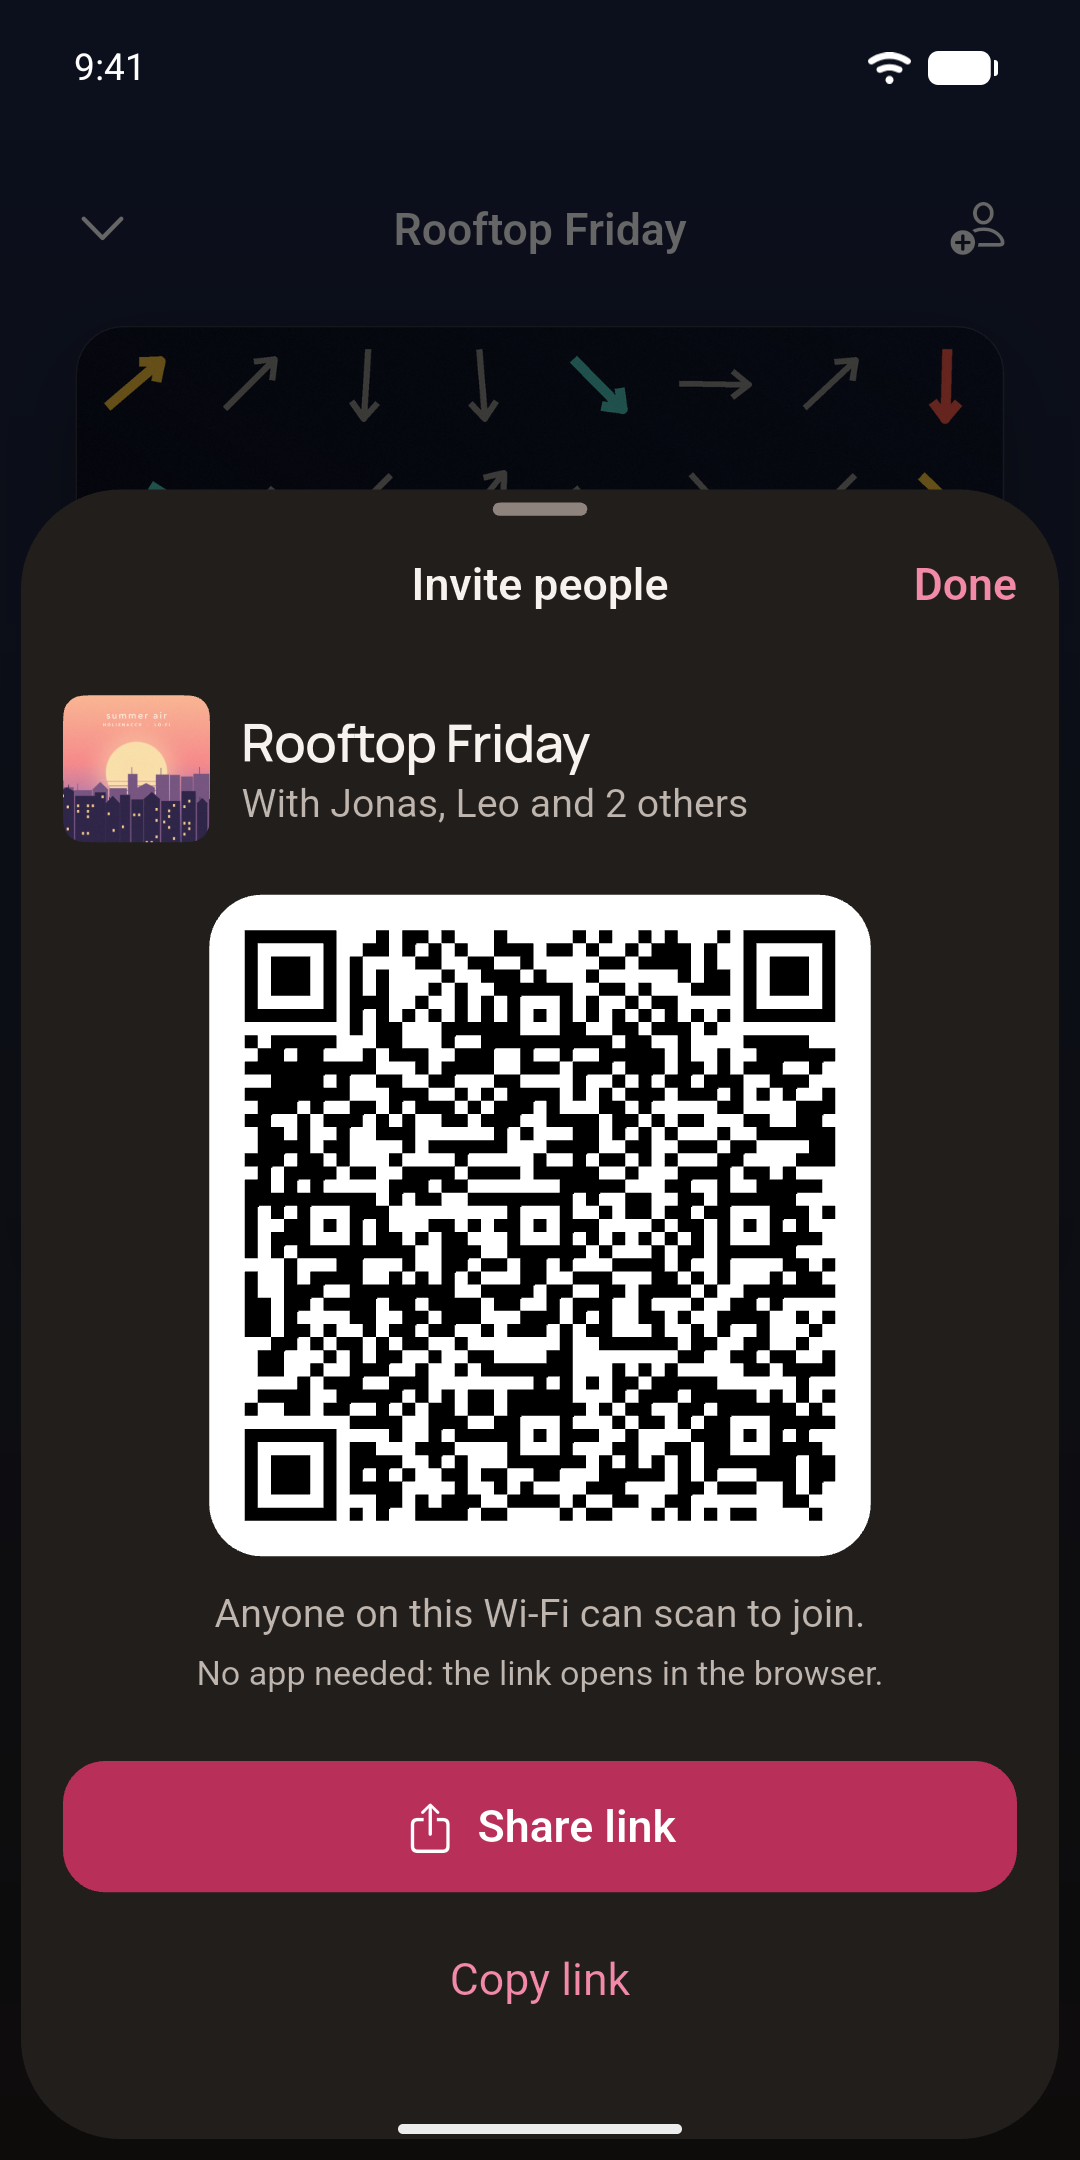 9:41
Rooftop Friday
Invite people
Done
summer air
Rooftop Friday
With Jonas, Leo and 2 others
Anyone on this Wi-Fi can scan to join.
No app needed: the link opens in the browser.
Share link
Copy link